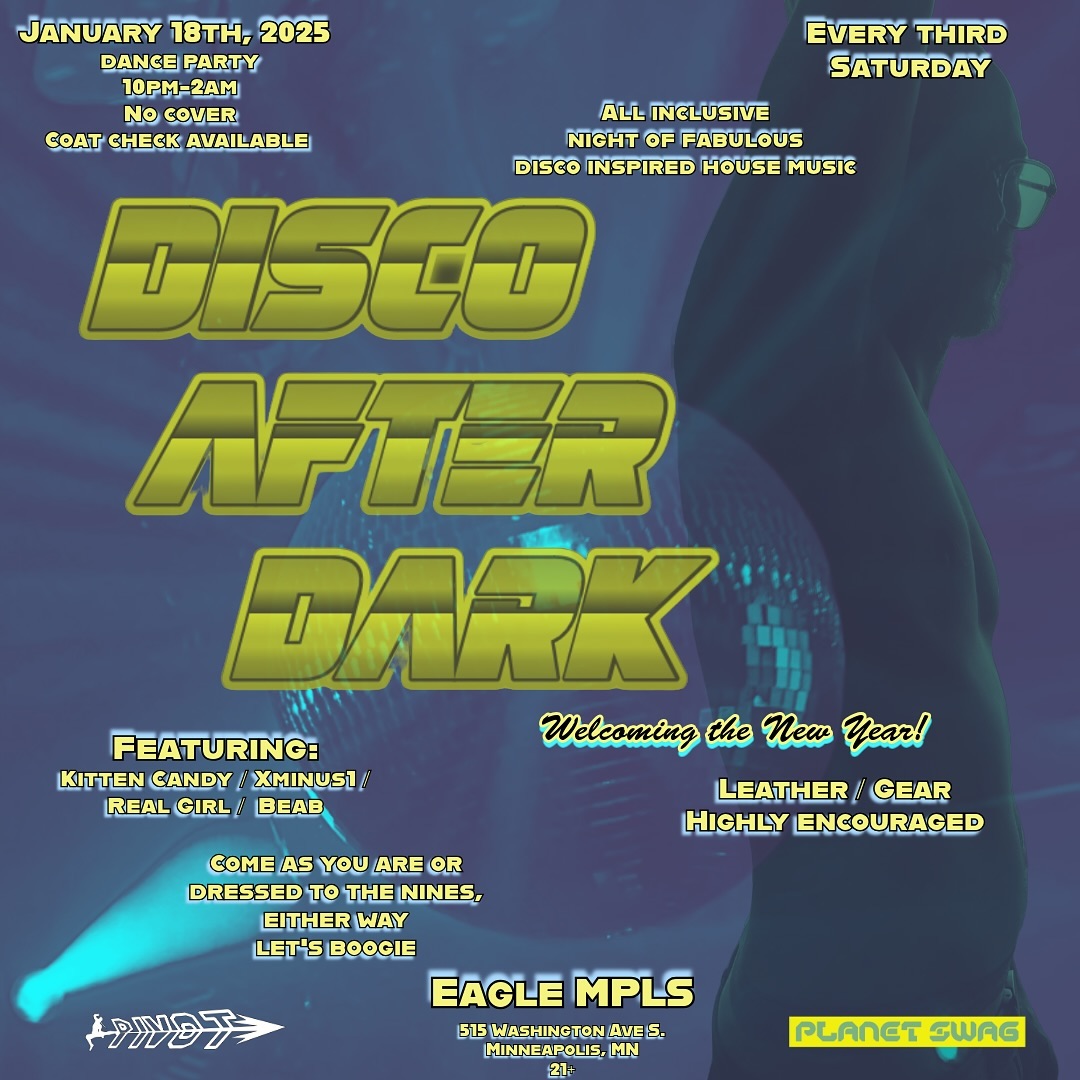 January 18th, 2025
dance party
10pm-2am
No cover
Coat check available
Every third
Saturday
All inclusive
night of fabulous
disco inspired house music
DISCO
AFTER
DARK
Welcoming the New Year!
Featuring:
Kitten Candy / Xminus1 /
Real Girl / Beab
Leather / Gear
Highly encouraged
Come as you are or
dressed to the nines,
either way
let's boogie
Eagle MPLS
515 Washington Ave S.
Minneapolis, MN
21+
PIVOT
PLANET SWAG